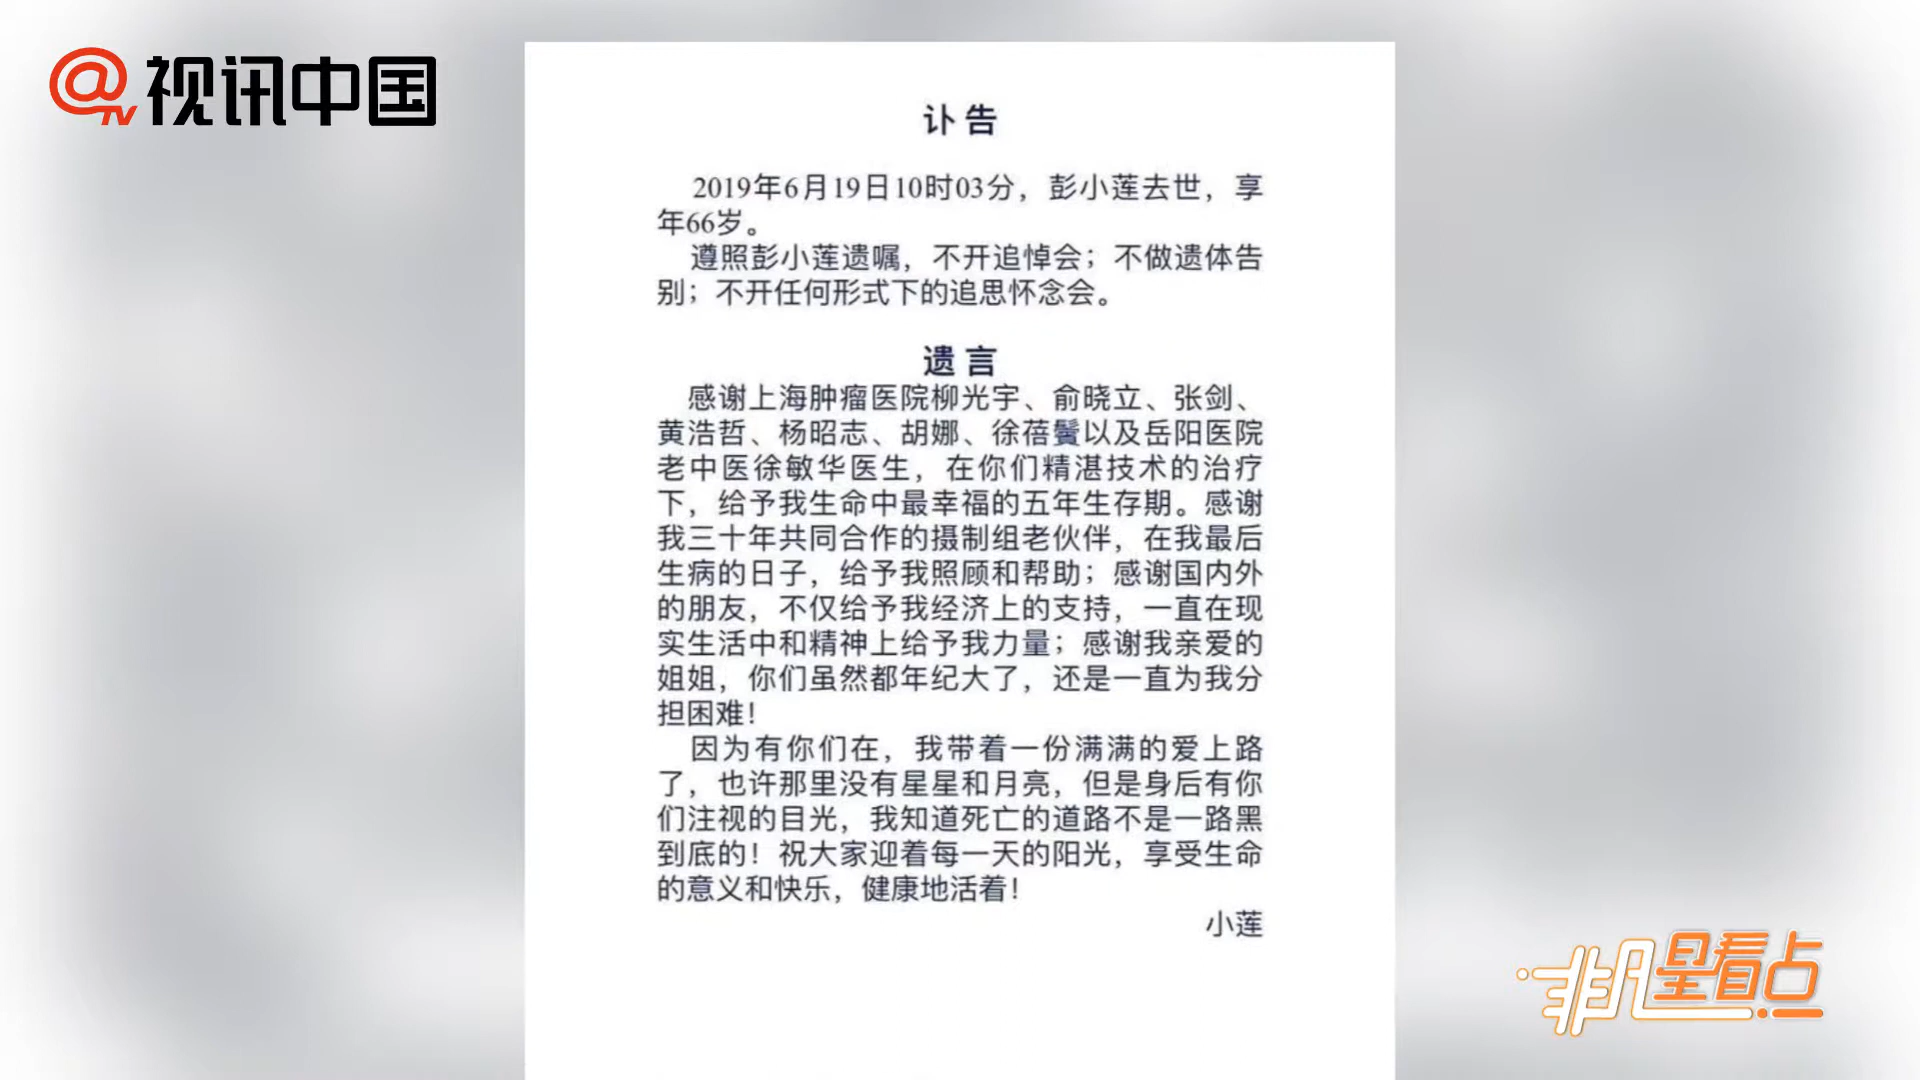 @TV 视讯中国
讣告
2019年6月19日10时03分，彭小莲去世，享
年66岁。
遵照彭小莲遗嘱，不开追悼会；不做遗体告
别；不开任何形式下的追思怀念会。
遗言
感谢上海肿瘤医院柳光宇、俞晓立、张剑、
黄浩哲、杨昭志、胡娜、徐蓓鬓以及岳阳医院
老中医徐敏华医生，在你们精湛技术的治疗
下，给予我生命中最幸福的五年生存期。感谢
我三十年共同合作的摄制组老伙伴，在我最后
生病的日子，给予我照顾和帮助；感谢国内外
的朋友，不仅给予我经济上的支持，一直在现
实生活中和精神上给予我力量；感谢我亲爱的
姐姐，你们虽然都年纪大了，还是一直为我分
担困难！
因为有你们在，我带着一份满满的爱上路
了，也许那里没有星星和月亮，但是身后有你
们注视的目光，我知道死亡的道路不是一路黑
到底的！祝大家迎着每一天的阳光，享受生命
的意义和快乐，健康地活着！
小莲
非凡星看点